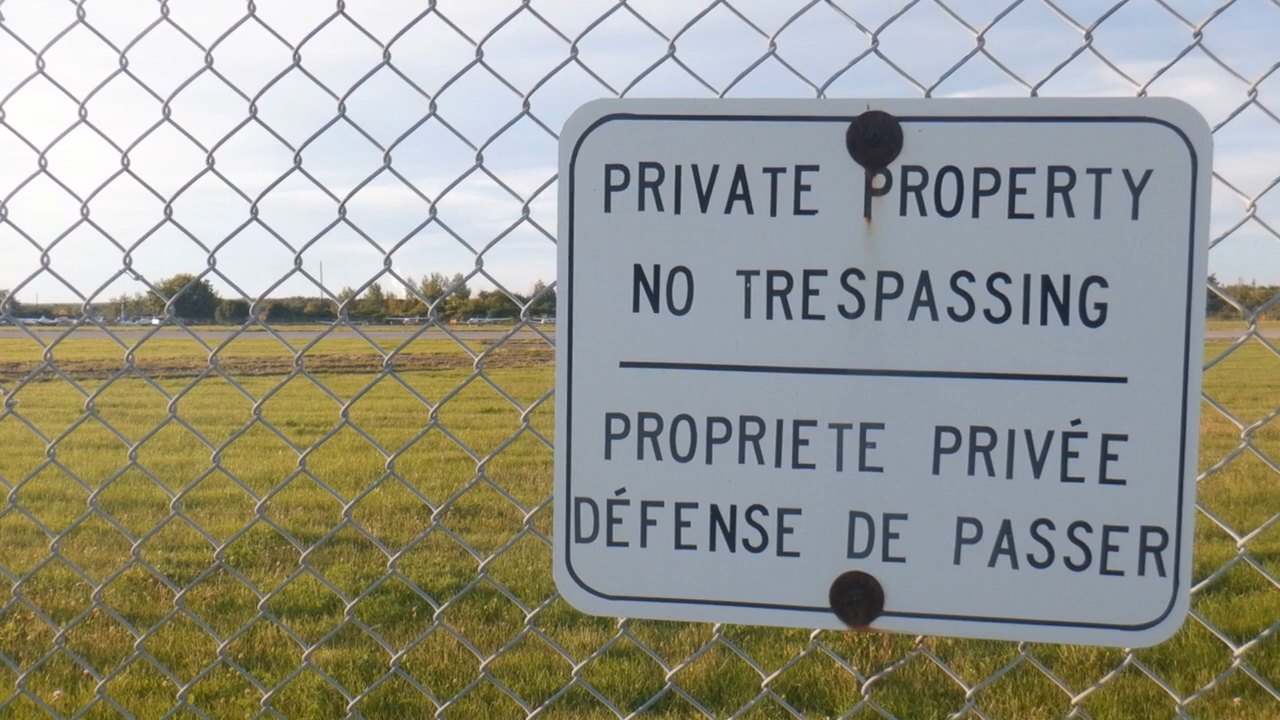 PRIVATE PROPERTY
NO TRESPASSING
PROPRIETE PRIVÉE
DÉFENSE DE PASSER